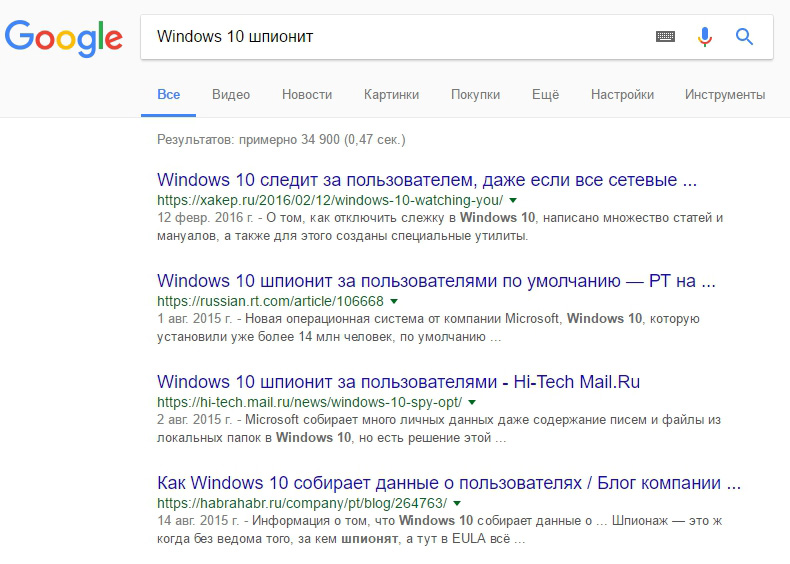 Google
Windows 10 шпионит
Все Видео Новости Картинки Покупки Ещё Настройки Инструменты
Результатов: примерно 34 900 (0,47 сек.)
Windows 10 следит за пользователем, даже если все сетевые ...
https://xakep.ru/2016/02/12/windows-10-watching-you/
12 февр. 2016 г. - О том, как отключить слежку в Windows 10, написано множество статей и
мануалов, а также для этого созданы специальные утилиты.
Windows 10 шпионит за пользователями по умолчанию — РТ на ...
https://russian.rt.com/article/106668
1 авг. 2015 г. - Новая операционная система от компании Microsoft, Windows 10, которую
установили уже более 14 млн человек, по умолчанию ...
Windows 10 шпионит за пользователями - Hi-Tech Mail.Ru
https://hi-tech.mail.ru/news/windows-10-spy-opt/
2 авг. 2015 г. - Microsoft собирает много личных данных даже содержание писем и файлы из
локальных папок в Windows 10, но есть решение этой ...
Как Windows 10 собирает данные о пользователях / Блог компании ...
https://habrahabr.ru/company/pt/blog/264763/
14 авг. 2015 г. - Информация о том, что Windows 10 собирает данные о ... Шпионаж — это ж
когда без ведома того, за кем шпионят, а тут в EULA всё ...